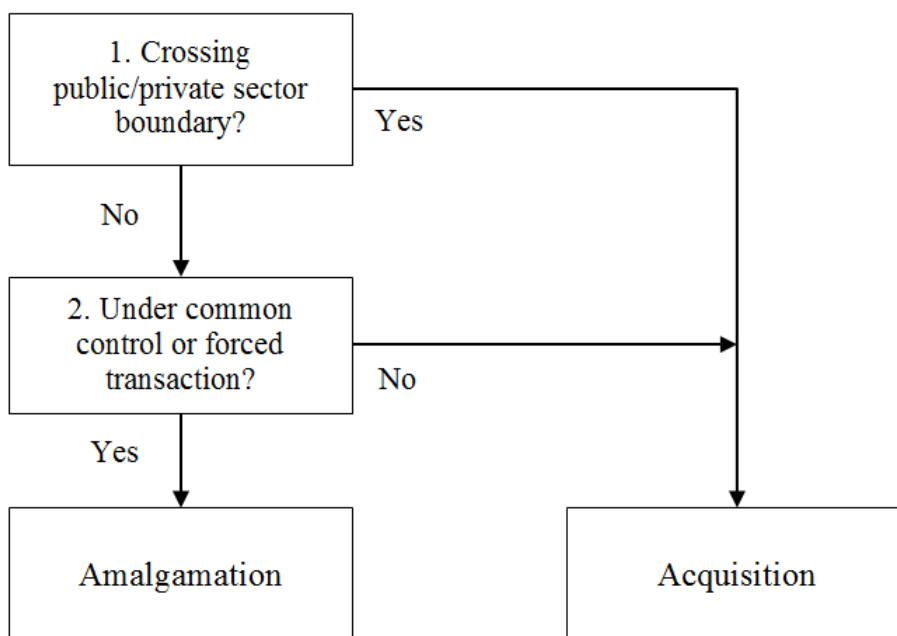 1. Crossing
public/private sector
boundary?
Yes
No
2. Under common
control or forced
transaction?
No
Yes
Amalgamation
Acquisition